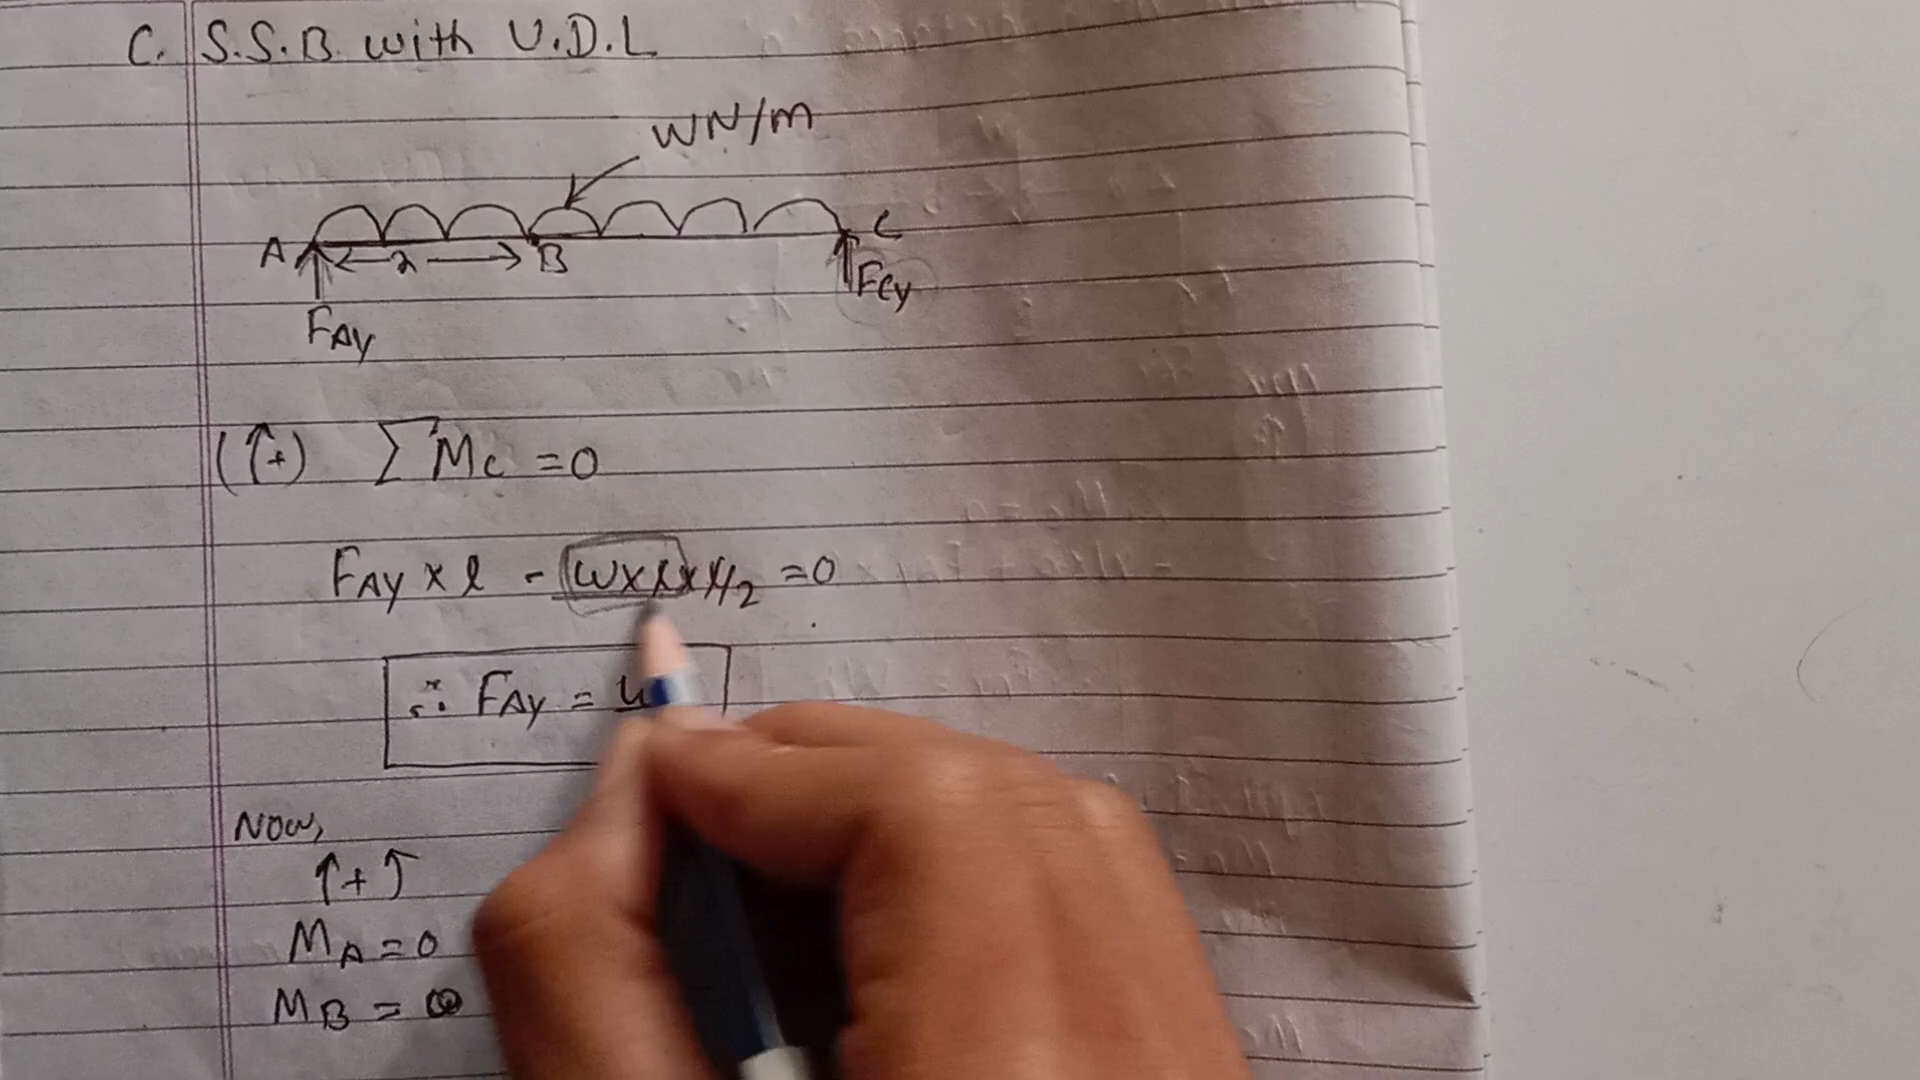 C. S.S.B. with U.D.L
WN/m
A x B C
FAy FCy
(↑+) ΣMc = 0
FAy × l - (w×l×l/2 = 0
∴ FAy =
NOW,
↑+↑
MA = 0
MB =